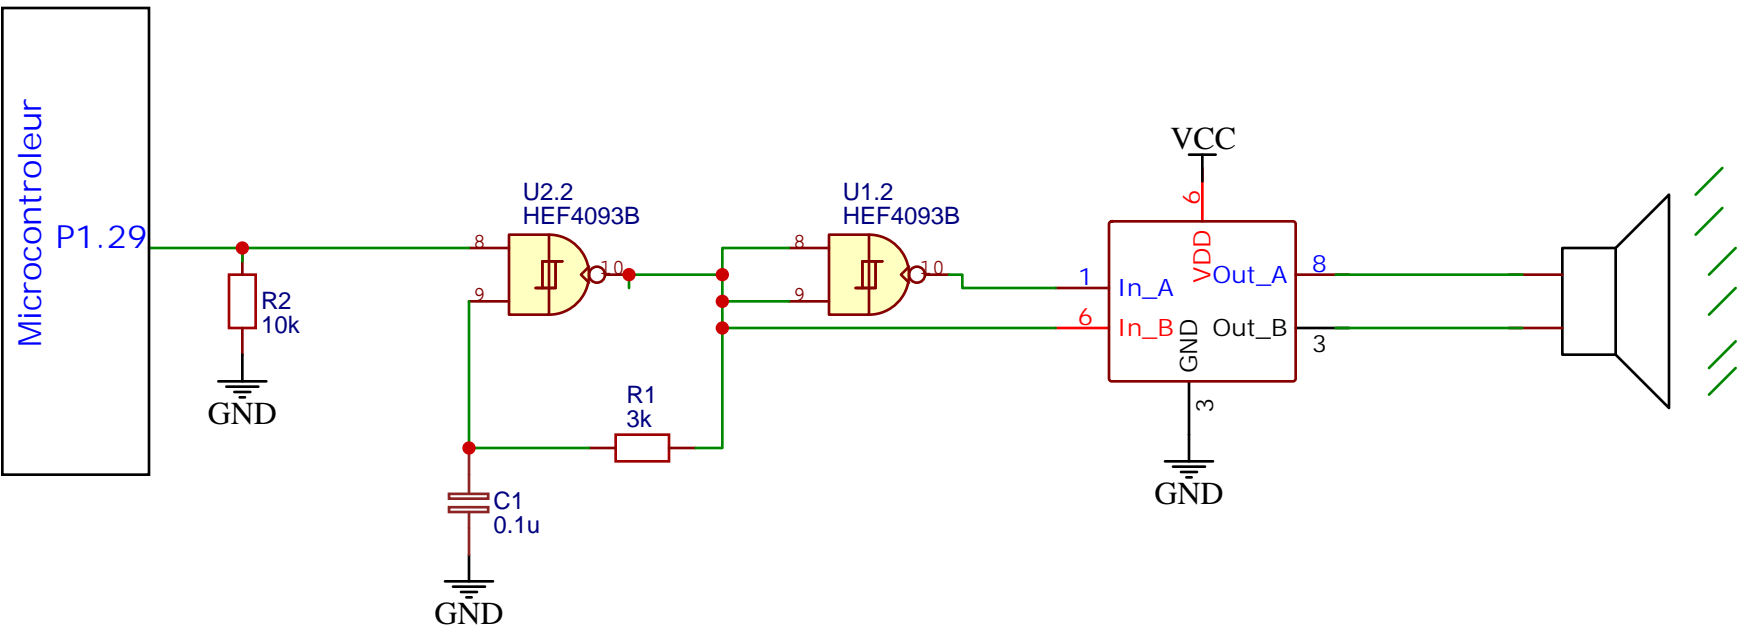 Microcontroleur
P1.29
R2
10k
GND
U2.2
HEF4093B
8
9
10
C1
0.1u
GND
R1
3k
U1.2
HEF4093B
8
9
10
VCC
6
VDD
1
In_A
6
In_B
GND
Out_A
8
Out_B
3
3
GND